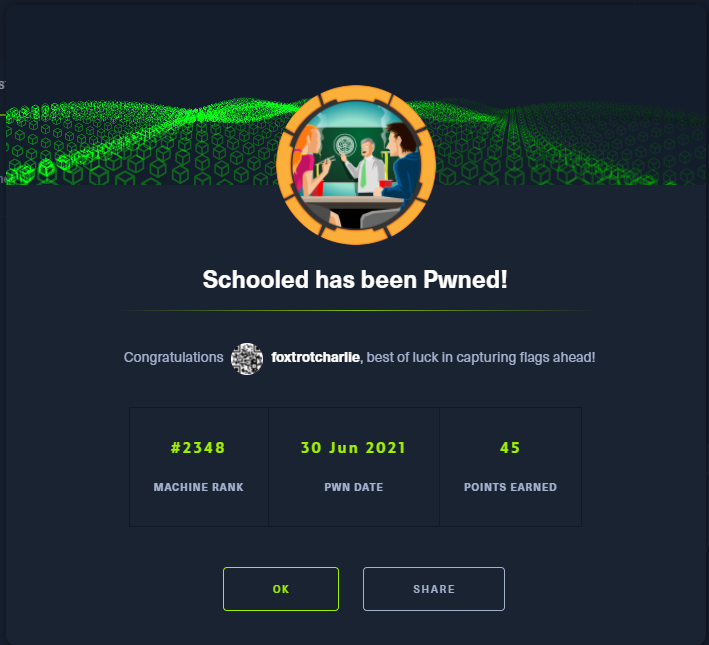 Schooled has been Pwned!
Congratulations foxtrotcharlie, best of luck in capturing flags ahead!
#2348 30 Jun 2021 45
MACHINE RANK PWN DATE POINTS EARNED
OK SHARE